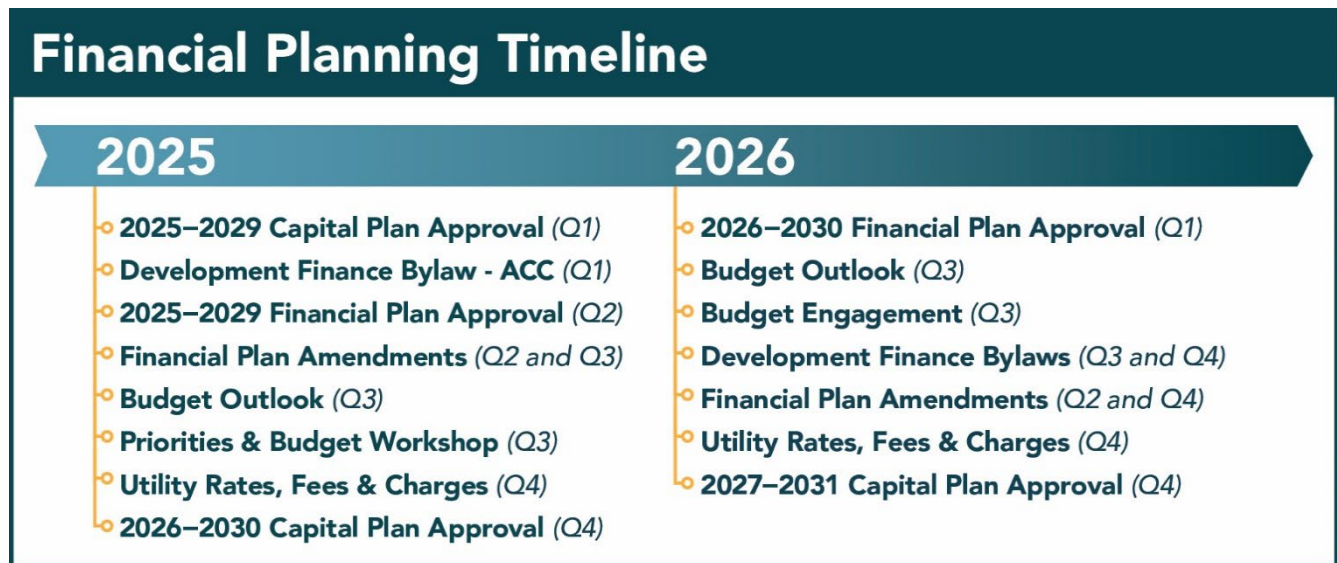 Financial Planning Timeline
2025
2025–2029 Capital Plan Approval (Q1)
Development Finance Bylaw - ACC (Q1)
2025–2029 Financial Plan Approval (Q2)
Financial Plan Amendments (Q2 and Q3)
Budget Outlook (Q3)
Priorities & Budget Workshop (Q3)
Utility Rates, Fees & Charges (Q4)
2026–2030 Capital Plan Approval (Q4)
2026
2026–2030 Financial Plan Approval (Q1)
Budget Outlook (Q3)
Budget Engagement (Q3)
Development Finance Bylaws (Q3 and Q4)
Financial Plan Amendments (Q2 and Q4)
Utility Rates, Fees & Charges (Q4)
2027–2031 Capital Plan Approval (Q4)